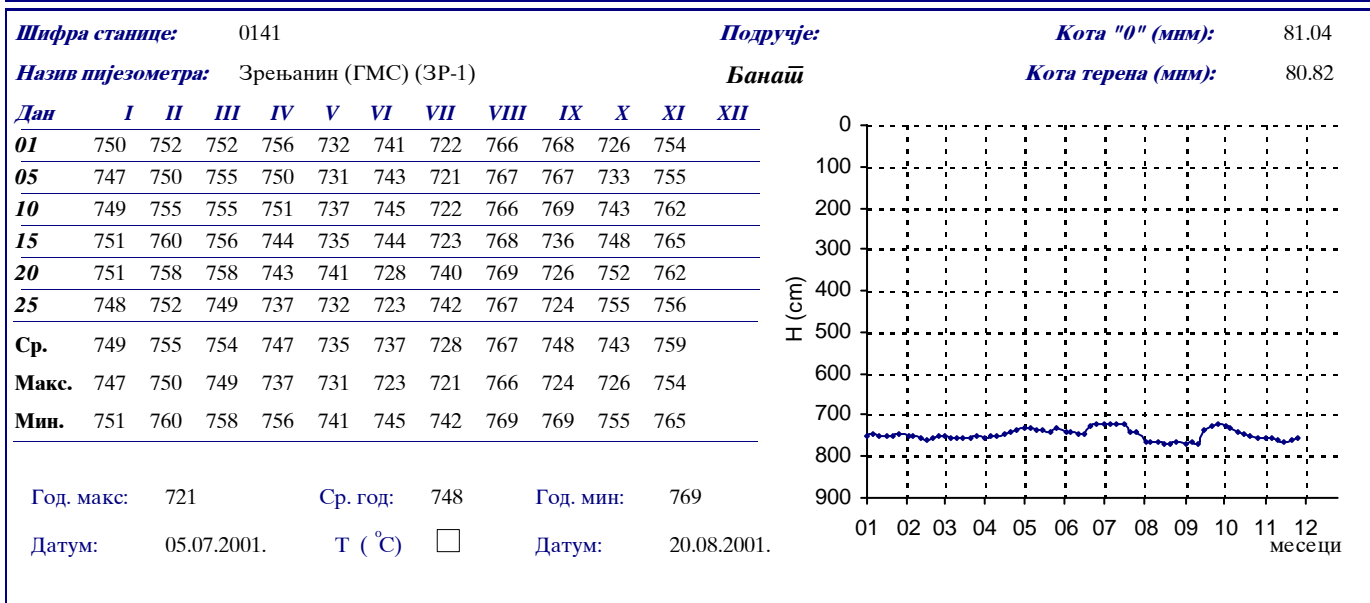 Шифра станице: 0141 Подручје: Кота "0" (мнм): 81.04
Назив пијезометра: Зрењанин (ГМС) (ЗР-1) Банат Кота терена (мнм): 80.82
Дан I II III IV V VI VII VIII IX X XI XII
01 750 752 752 756 732 741 722 766 768 726 754
05 747 750 755 750 731 743 721 767 767 733 755
10 749 755 755 751 737 745 722 766 769 743 762
15 751 760 756 744 735 744 723 768 736 748 765
20 751 758 758 743 741 728 740 769 726 752 762
25 748 752 749 737 732 723 742 767 724 755 756
Ср. 749 755 754 747 735 737 728 767 748 743 759
Макс. 747 750 749 737 731 723 721 766 724 726 754
Мин. 751 760 758 756 741 745 742 769 769 755 765
Год. макс: 721 Ср. год: 748 Год. мин: 769
Датум: 05.07.2001. T ( °C) Датум: 20.08.2001.
0
100
200
300
400
500
600
700
800
900
H (cm)
01 02 03 04 05 06 07 08 09 10 11 12
месеци